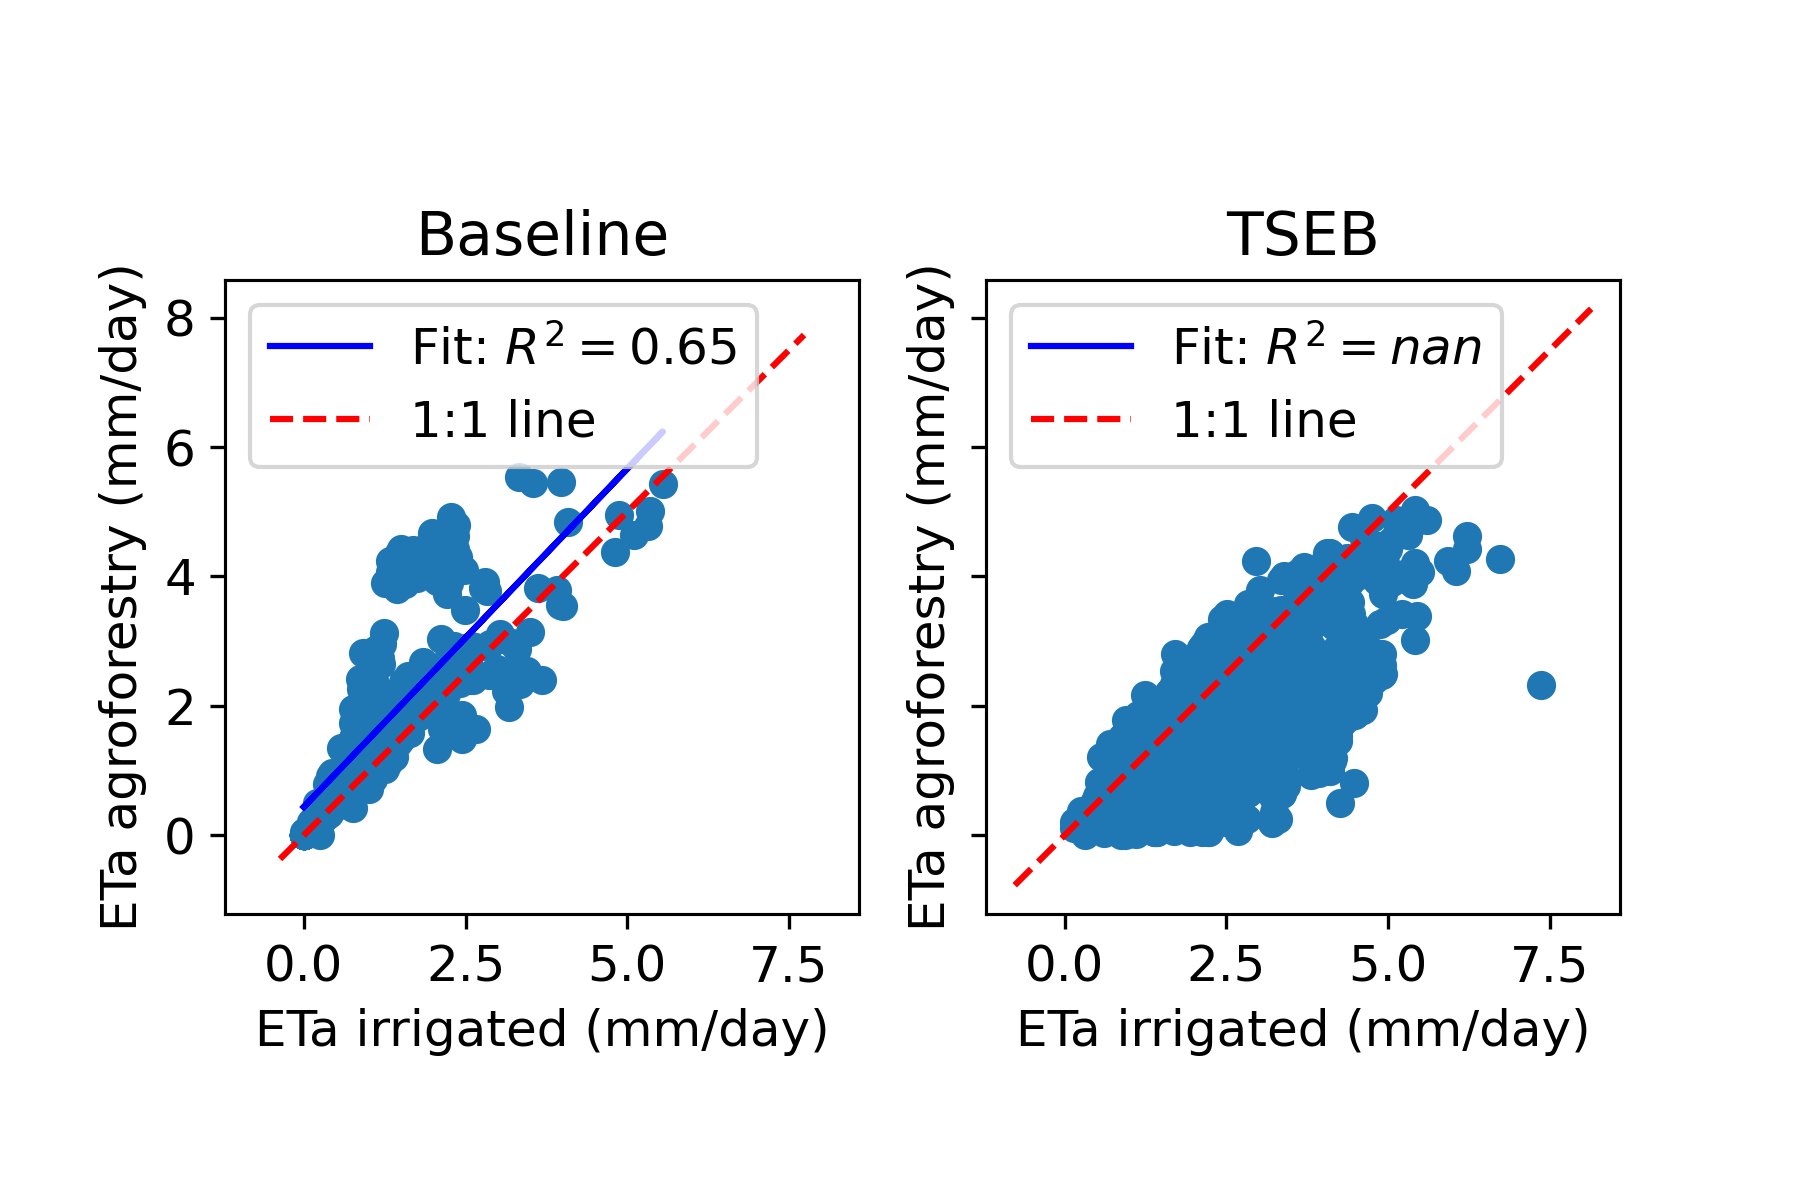 Baseline
ETa agroforestry (mm/day)
8
6
4
2
0
Fit: R² = 0.65
1:1 line
0.0 2.5 5.0 7.5
ETa irrigated (mm/day)
TSEB
ETa agroforestry (mm/day)
Fit: R² = nan
1:1 line
0.0 2.5 5.0 7.5
ETa irrigated (mm/day)